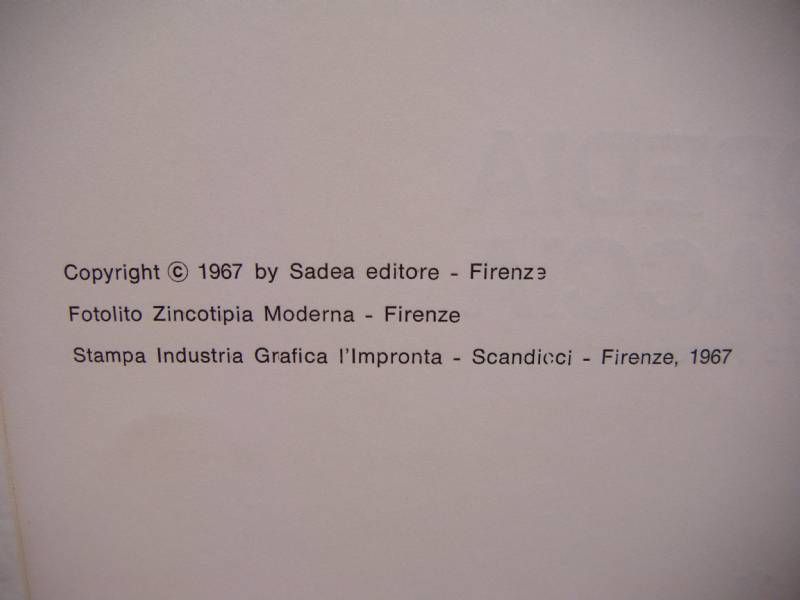 Copyright © 1967 by Sadea editore - Firenze
Fotolito Zincotipia Moderna - Firenze
Stampa Industria Grafica l'Impronta - Scandicci - Firenze, 1967